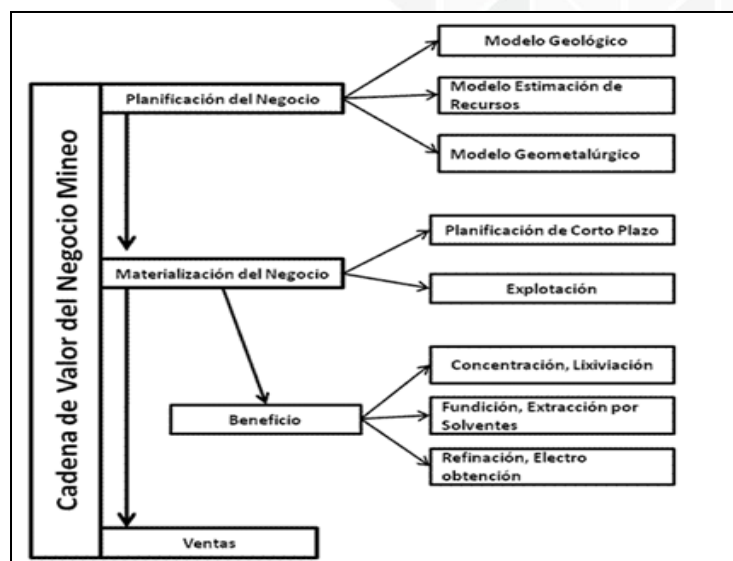 Cadena de Valor del Negocio Mineo
Planificación del Negocio
Modelo Geológico
Modelo Estimación de
Recursos
Modelo Geometalúrgico
Materialización del Negocio
Planificación de Corto Plazo
Explotación
Beneficio
Concentración, Lixiviación
Fundición, Extracción por
Solventes
Refinación, Electro
obtención
Ventas